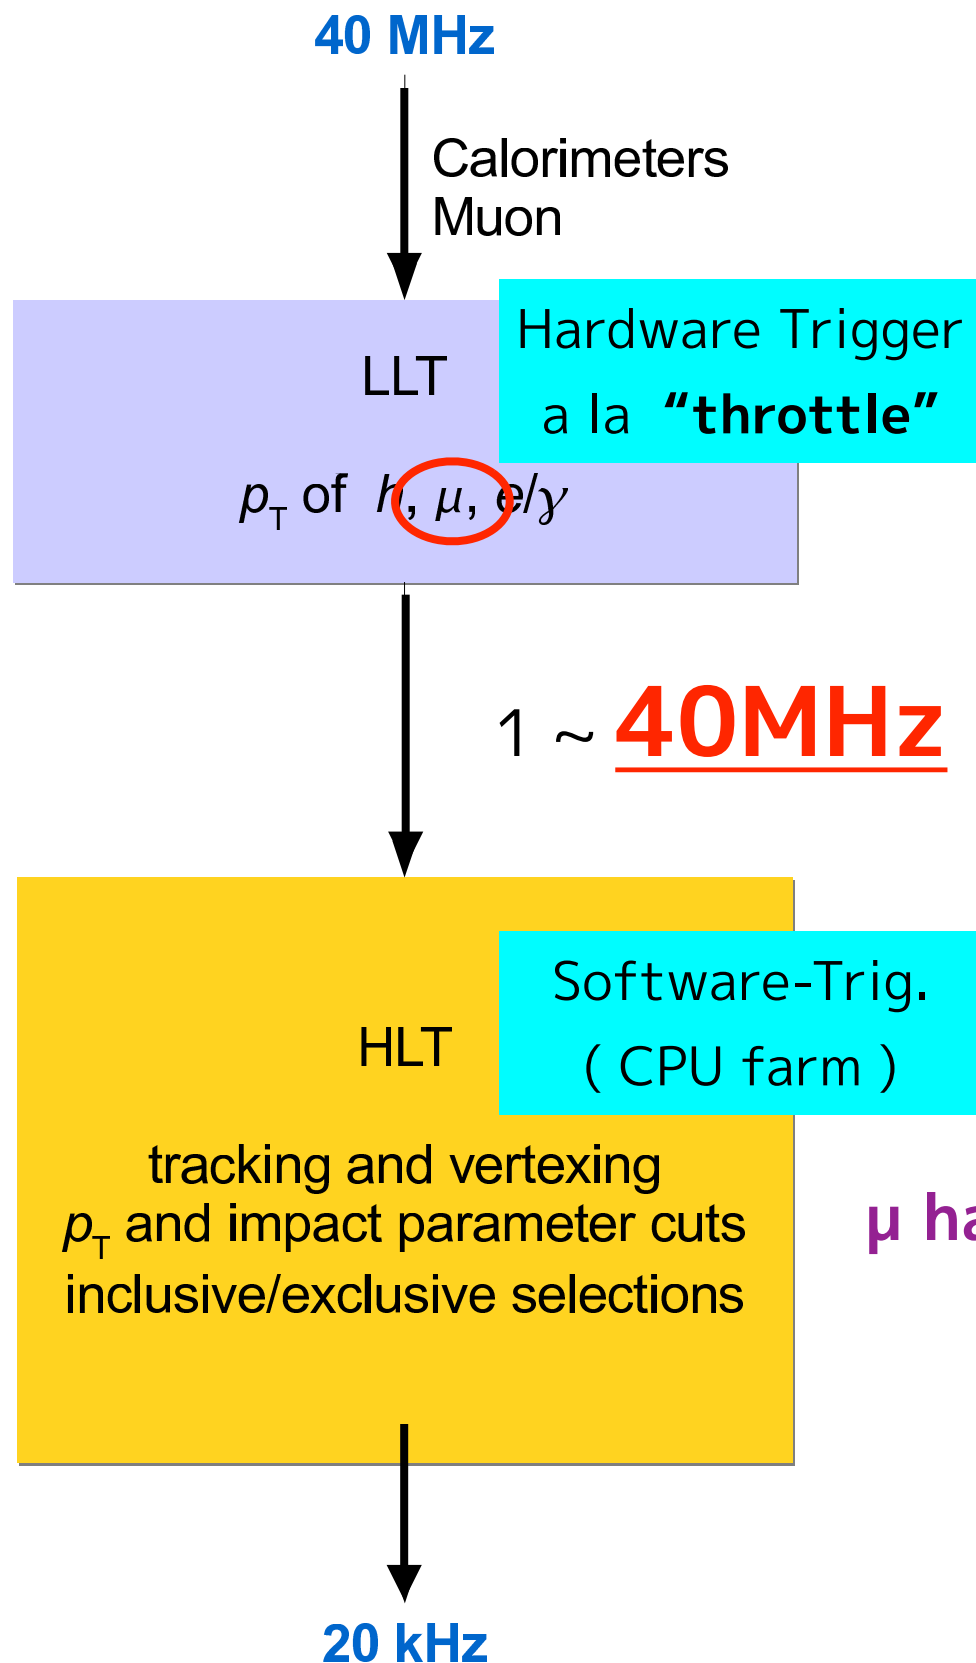 40 MHz
Calorimeters
Muon
Hardware Trigger
a la “throttle”
LLT
pT of h, μ, e/γ
1 ~ 40MHz
Software-Trig.
( CPU farm )
HLT
tracking and vertexing
pT and impact parameter cuts
inclusive/exclusive selections
μ
20 kHz